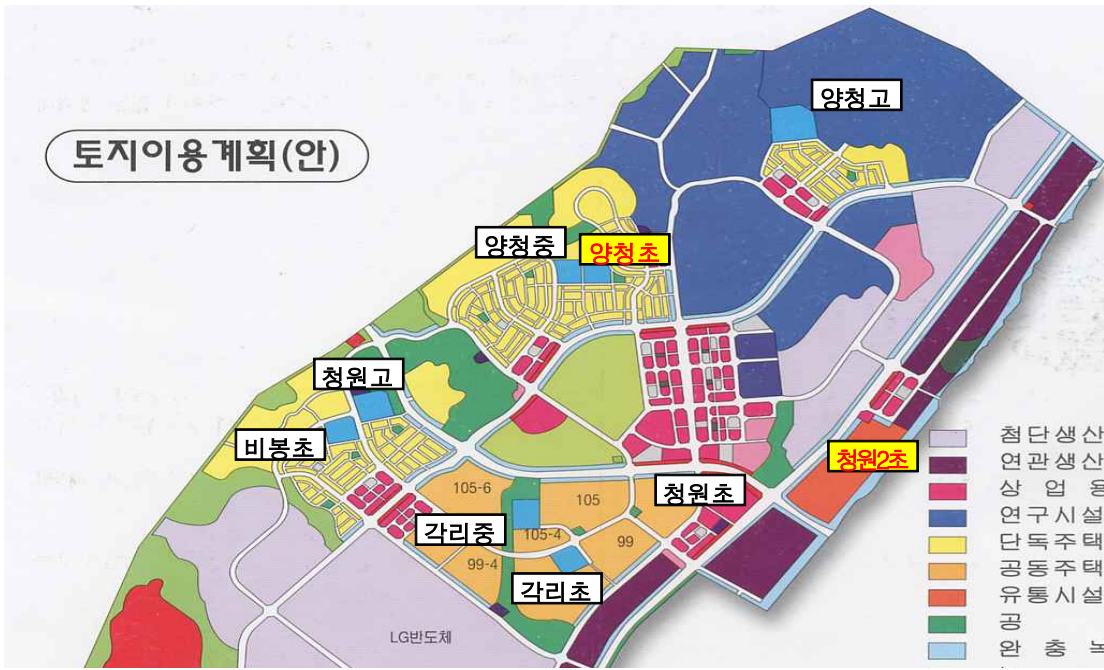 토지이용계획(안)
양청고
양청중
양청초
청원고
비봉초
청원2초
105-6
105
청원초
각리중
105-4
99
99-4
각리초
LG반도체
첨단생산
연관생산
상 업 용
연구시설
단독주택
공동주택
유통시설
공
완 충 녹